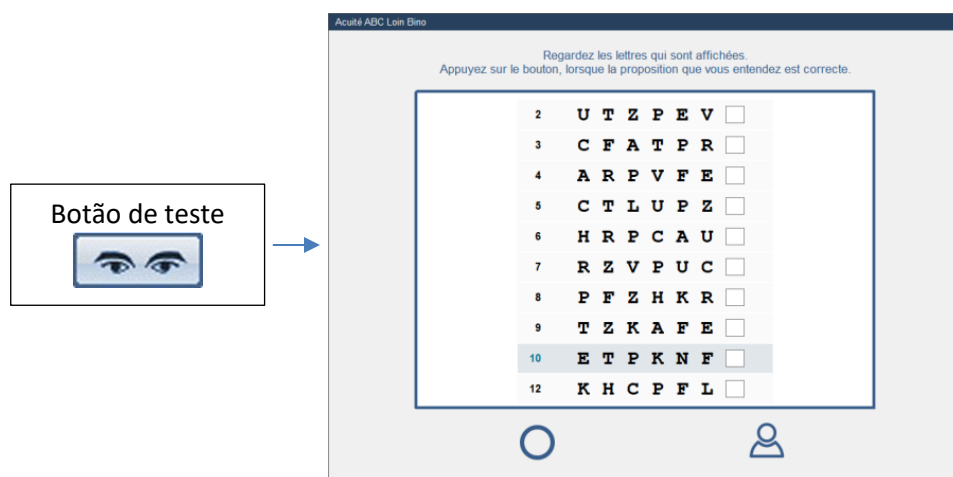 Acuité ABC Loin Bino
Regardez les lettres qui sont affichées.
Appuyez sur le bouton, lorsque la proposition que vous entendez est correcte.
Botão de teste
2 U T Z P E V
3 C F A T P R
4 A R P V F E
5 C T L U P Z
6 H R P C A U
7 R Z V P U C
8 P F Z H K R
9 T Z K A F E
10 E T P K N F
12 K H C P F L